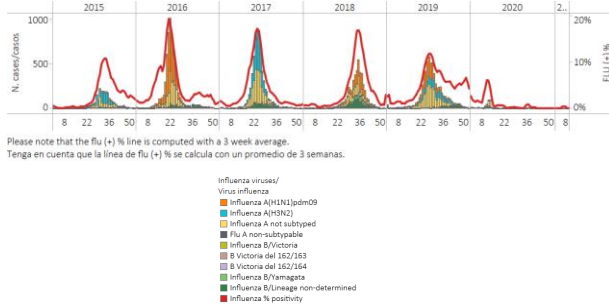 2015 2016 2017 2018 2019 2020 2..
1000 20%
500 10%
0 0%
N. cases/casos
FLU (+) %
8 22 36 50 8 22 36 50 8 22 36 50 8 22 36 50 8 22 36 50 8 22 36 50 8
Please note that the flu (+) % line is computed with a 3 week average.
Tenga en cuenta que la línea de flu (+) % se calcula con un promedio de 3 semanas.
Influenza viruses/
Virus influenza
Influenza A(H1N1)pdm09
Influenza A(H3N2)
Influenza A not subtyped
Flu A non-subtypable
Influenza B/Victoria
B Victoria del 162/163
B Victoria del 162/164
Influenza B/Yamagata
Influenza B/Lineage non-determined
Influenza % positivity